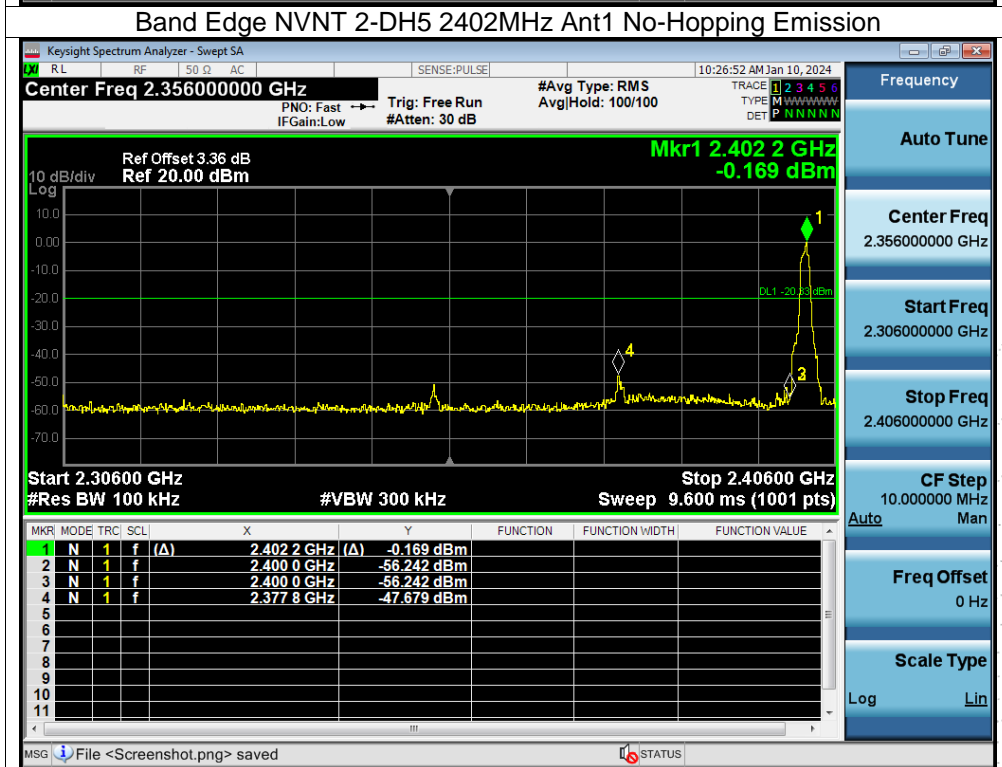 Band Edge NVNT 2-DH5 2402MHz Ant1 No-Hopping Emission
Keysight Spectrum Analyzer - Swept SA
LXI RL RF 50 Ω AC SENSE:PULSE 10:26:52 AM Jan 10, 2024
Center Freq 2.356000000 GHz #Avg Type: RMS TRACE 1 2 3 4 5 6
PNO: Fast Trig: Free Run Avg|Hold: 100/100 TYPE M WWWWW
IFGain:Low #Atten: 30 dB DET P N N N N N
Ref Offset 3.36 dB Mkr1 2.402 2 GHz
10 dB/div Ref 20.00 dBm -0.169 dBm
Log
10.0
1
0.00
-10.0
-20.0
DL1 -20.33 dBm
-30.0
-40.0
4
-50.0
3
-60.0
-70.0
Start 2.30600 GHz Stop 2.40600 GHz
#Res BW 100 kHz #VBW 300 kHz Sweep 9.600 ms (1001 pts)
MKR MODE TRC SCL X Y FUNCTION FUNCTION WIDTH FUNCTION VALUE
1 N 1 f (Δ) 2.402 2 GHz (Δ) -0.169 dBm
2 N 1 f 2.400 0 GHz -56.242 dBm
3 N 1 f 2.400 0 GHz -56.242 dBm
4 N 1 f 2.377 8 GHz -47.679 dBm
5
6
7
8
9
10
11
MSG File <Screenshot.png> saved STATUS
Frequency
Auto Tune
Center Freq
2.356000000 GHz
Start Freq
2.306000000 GHz
Stop Freq
2.406000000 GHz
CF Step
10.000000 MHz
Auto Man
Freq Offset
0 Hz
Scale Type
Log Lin